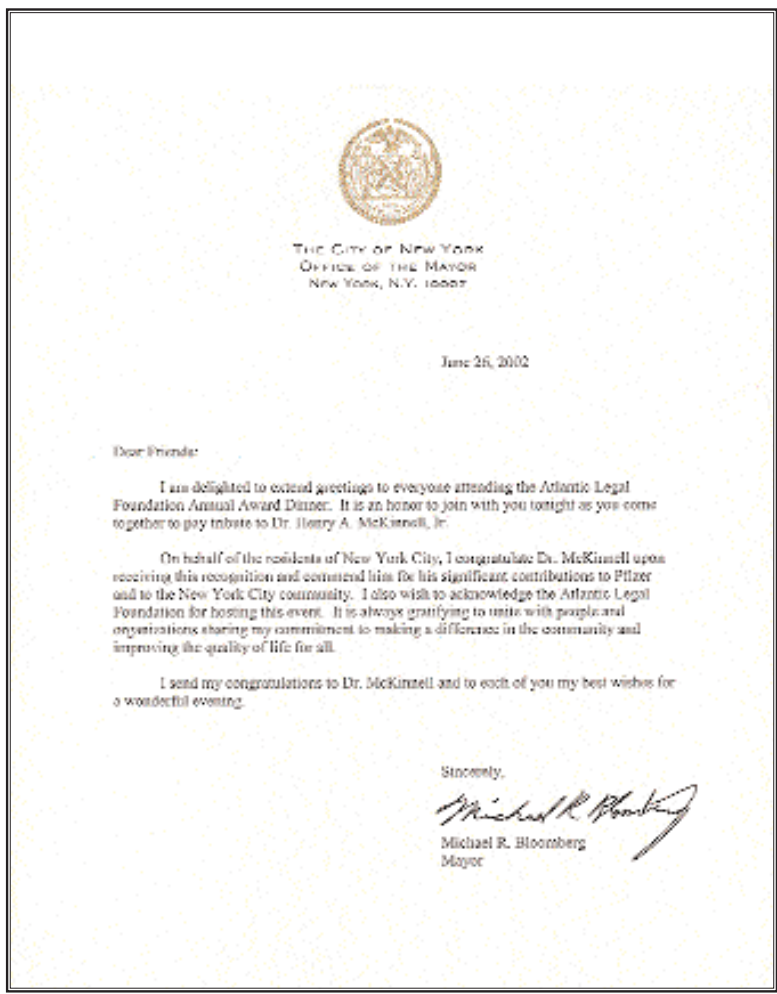 THE CITY OF NEW YORK
OFFICE OF THE MAYOR
NEW YORK, N.Y. 10007
June 26, 2002
Dear Friends:
I am delighted to extend greetings to everyone attending the Atlantic Legal
Foundation Annual Award Dinner. It is an honor to join with you tonight as you come
together to pay tribute to Dr. Henry A. McKinnell, Jr.
On behalf of the residents of New York City, I congratulate Dr. McKinnell upon
receiving this recognition and commend him for his significant contributions to Pfizer
and to the New York City community. I also wish to acknowledge the Atlantic Legal
Foundation for hosting this event. It is always gratifying to unite with people and
organizations sharing my commitment to making a difference in the community and
improving the quality of life for all.
I send my congratulations to Dr. McKinnell and to each of you my best wishes for
a wonderful evening.
Sincerely,
Michael R. Bloomberg
Michael R. Bloomberg
Mayor